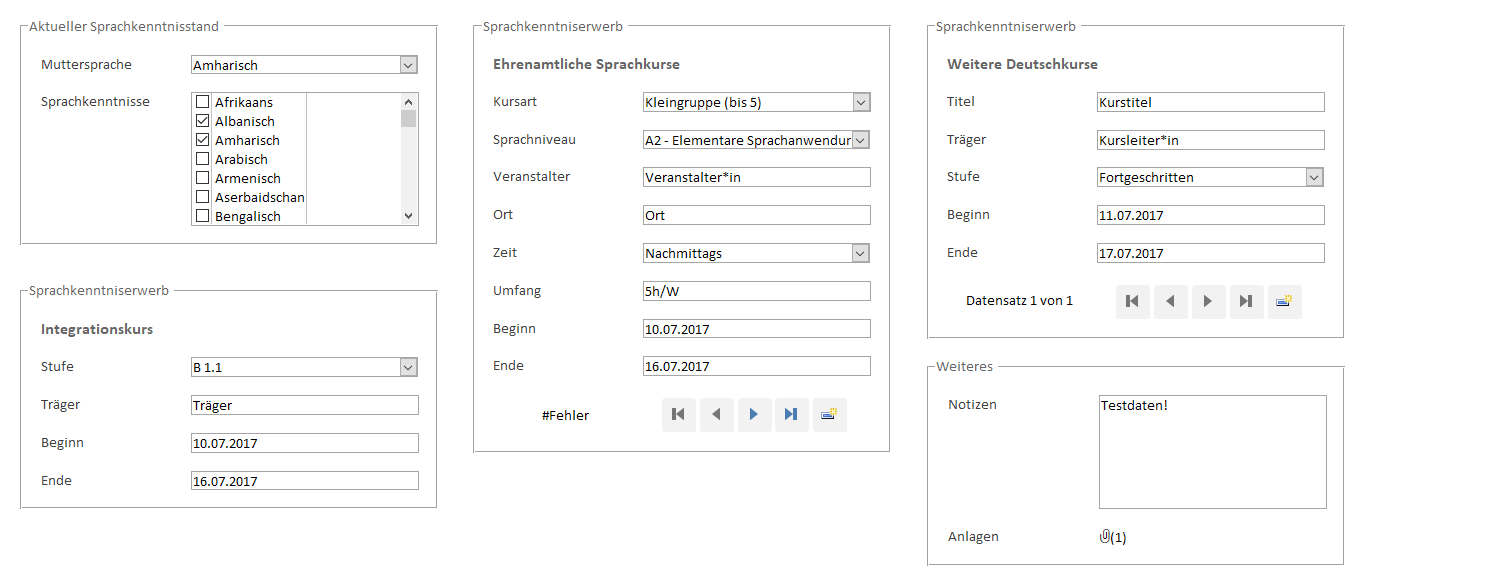 Aktueller Sprachkenntnisstand
Muttersprache Amharisch
Sprachkenntnisse Afrikaans
Albanisch
Amharisch
Arabisch
Armenisch
Aserbaidschan
Bengalisch
Sprachkenntniserwerb
Integrationskurs
Stufe B 1.1
Träger Träger
Beginn 10.07.2017
Ende 16.07.2017
Sprachkenntniserwerb
Ehrenamtliche Sprachkurse
Kursart Kleingruppe (bis 5)
Sprachniveau A2 - Elementare Sprachanwendur
Veranstalter Veranstalter*in
Ort Ort
Zeit Nachmittags
Umfang 5h/W
Beginn 10.07.2017
Ende 16.07.2017
#Fehler
Sprachkenntniserwerb
Weitere Deutschkurse
Titel Kurstitel
Träger Kursleiter*in
Stufe Fortgeschritten
Beginn 11.07.2017
Ende 17.07.2017
Datensatz 1 von 1
Weiteres
Notizen Testdaten!
Anlagen (1)